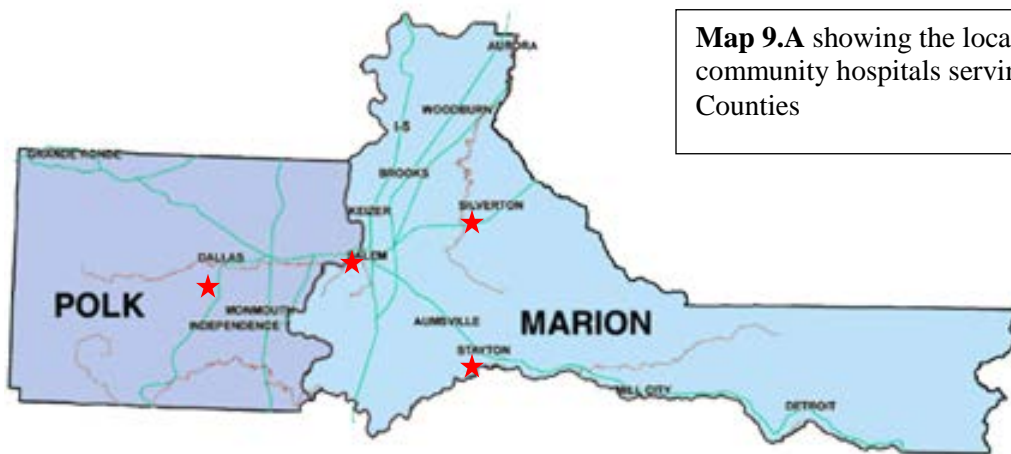 Map 9.A showing the loca
community hospitals servin
Counties
AURORA
WOODBURN
I-5
GRANDE RONDE
BROOKS
KEIZER
SILVERTON
DALLAS
ALEM
POLK
MONMOUTH
INDEPENDENCE
AUMSVILLE
MARION
STAYTON
MILL CITY
DETROIT